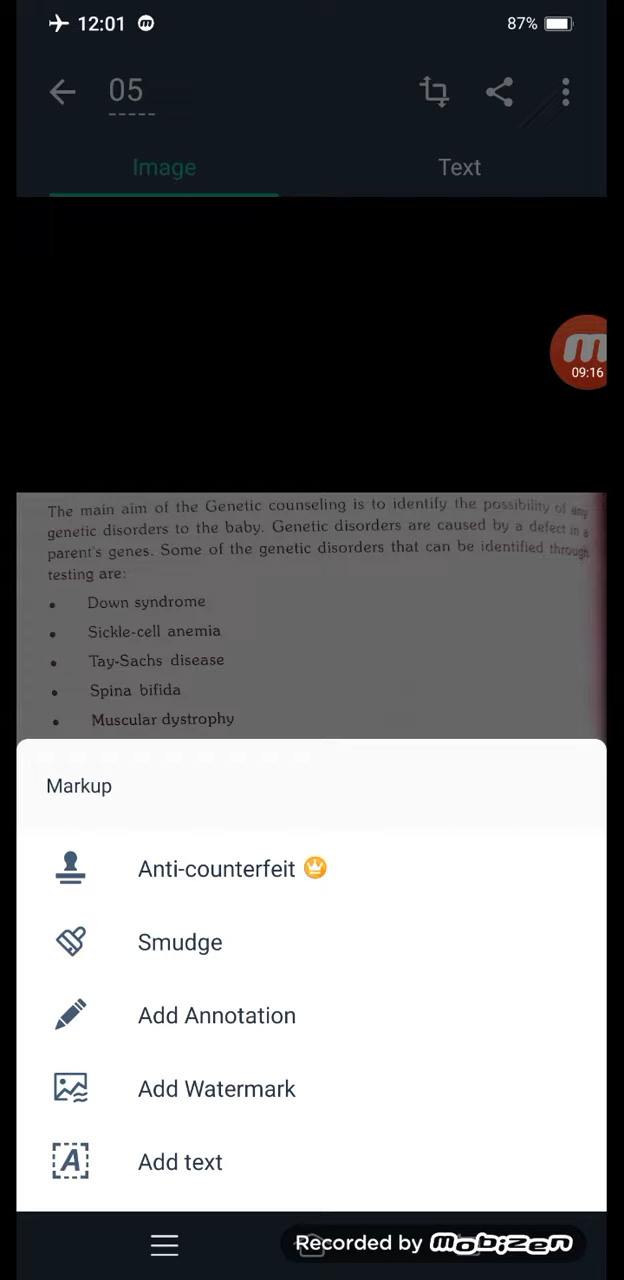 12:01
87%
05
Image
Text
09:16
The main aim of the Genetic counseling is to identify the possibility of any
genetic disorders to the baby. Genetic disorders are caused by a defect in a
parent's genes. Some of the genetic disorders that can be identified through
testing are:
• Down syndrome
• Sickle-cell anemia
• Tay-Sachs disease
• Spina bifida
• Muscular dystrophy
Markup
Anti-counterfeit
Smudge
Add Annotation
Add Watermark
A Add text
Recorded by mobizen